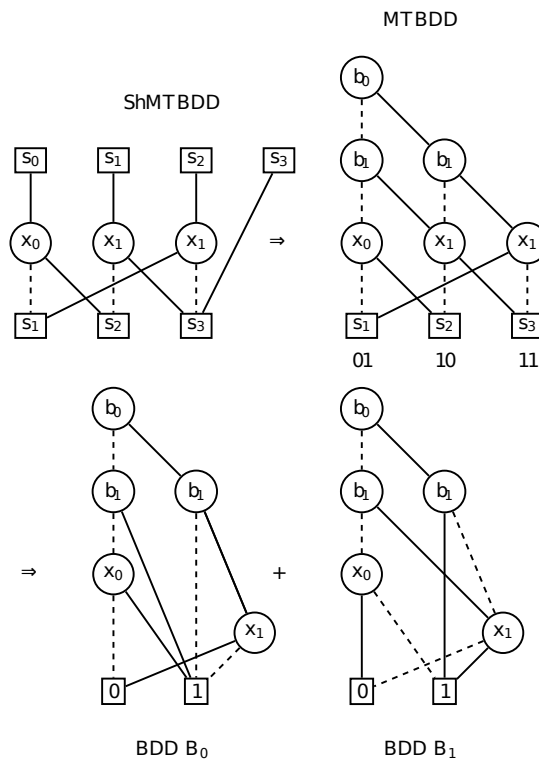 MTBDD
b₀
ShMTBDD
s₀ s₁ s₂ s₃ b₁ b₁
x₀ x₁ x₁ ⇒ x₀ x₁ x₁
s₁ s₂ s₃ s₁ s₂ s₃
01 10 11
b₀ b₀
b₁ b₁ b₁ b₁
⇒ x₀ + x₀
x₁ x₁
0 1 0 1
BDD B₀ BDD B₁